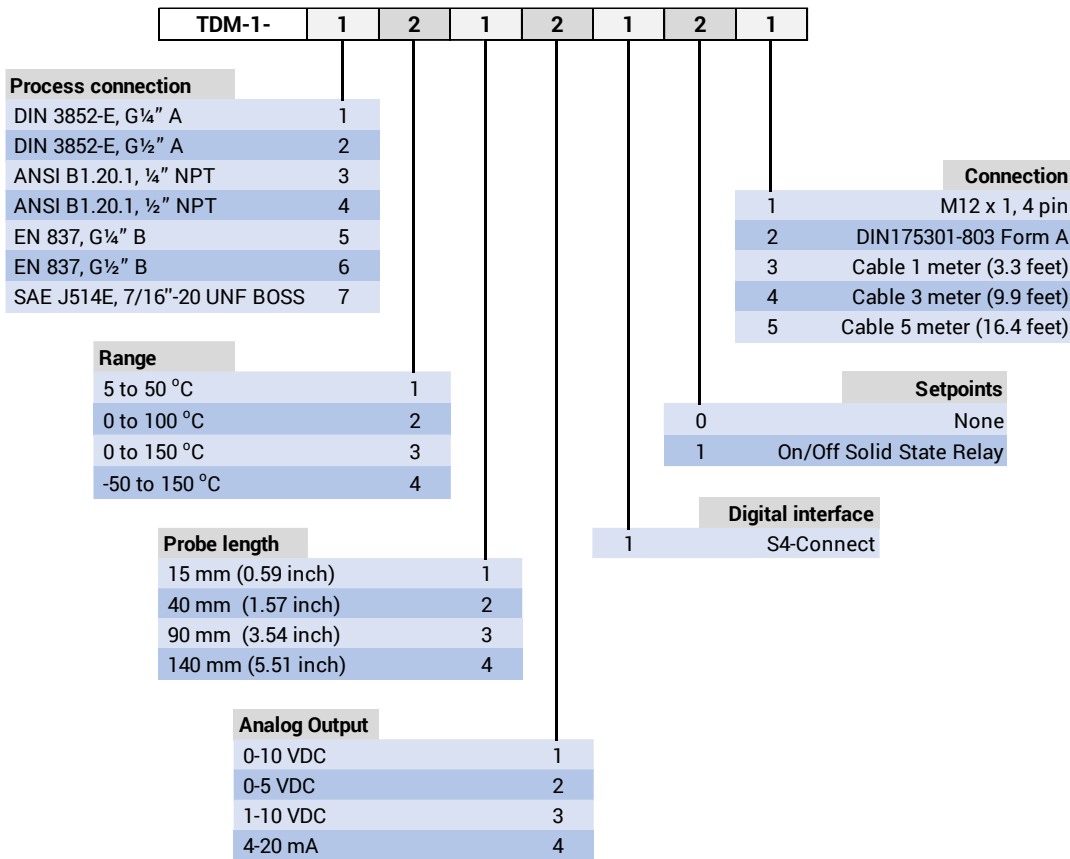 TDM-1- 1 2 1 2 1 2 1
Process connection
DIN 3852-E, G¼” A 1
DIN 3852-E, G½” A 2
ANSI B1.20.1, ¼” NPT 3
ANSI B1.20.1, ½” NPT 4
EN 837, G¼” B 5
EN 837, G½” B 6
SAE J514E, 7/16"-20 UNF BOSS 7
Connection
1 M12 x 1, 4 pin
2 DIN175301-803 Form A
3 Cable 1 meter (3.3 feet)
4 Cable 3 meter (9.9 feet)
5 Cable 5 meter (16.4 feet)
Range
5 to 50 °C 1
0 to 100 °C 2
0 to 150 °C 3
-50 to 150 °C 4
Setpoints
0 None
1 On/Off Solid State Relay
Digital interface
1 S4-Connect
Probe length
15 mm (0.59 inch) 1
40 mm (1.57 inch) 2
90 mm (3.54 inch) 3
140 mm (5.51 inch) 4
Analog Output
0-10 VDC 1
0-5 VDC 2
1-10 VDC 3
4-20 mA 4